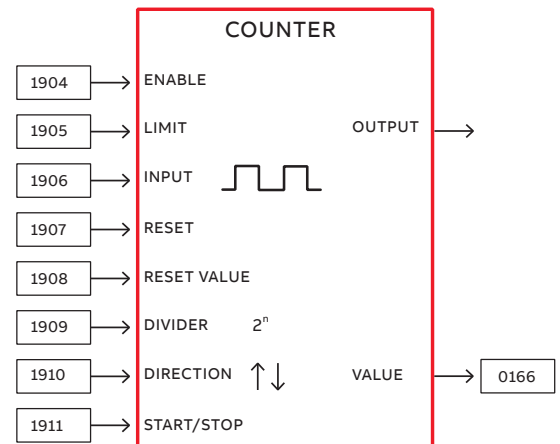 COUNTER
1904 ENABLE
1905 LIMIT OUTPUT
1906 INPUT
1907 RESET
1908 RESET VALUE
1909 DIVIDER 2ⁿ
1910 DIRECTION ↑↓ VALUE 0166
1911 START/STOP